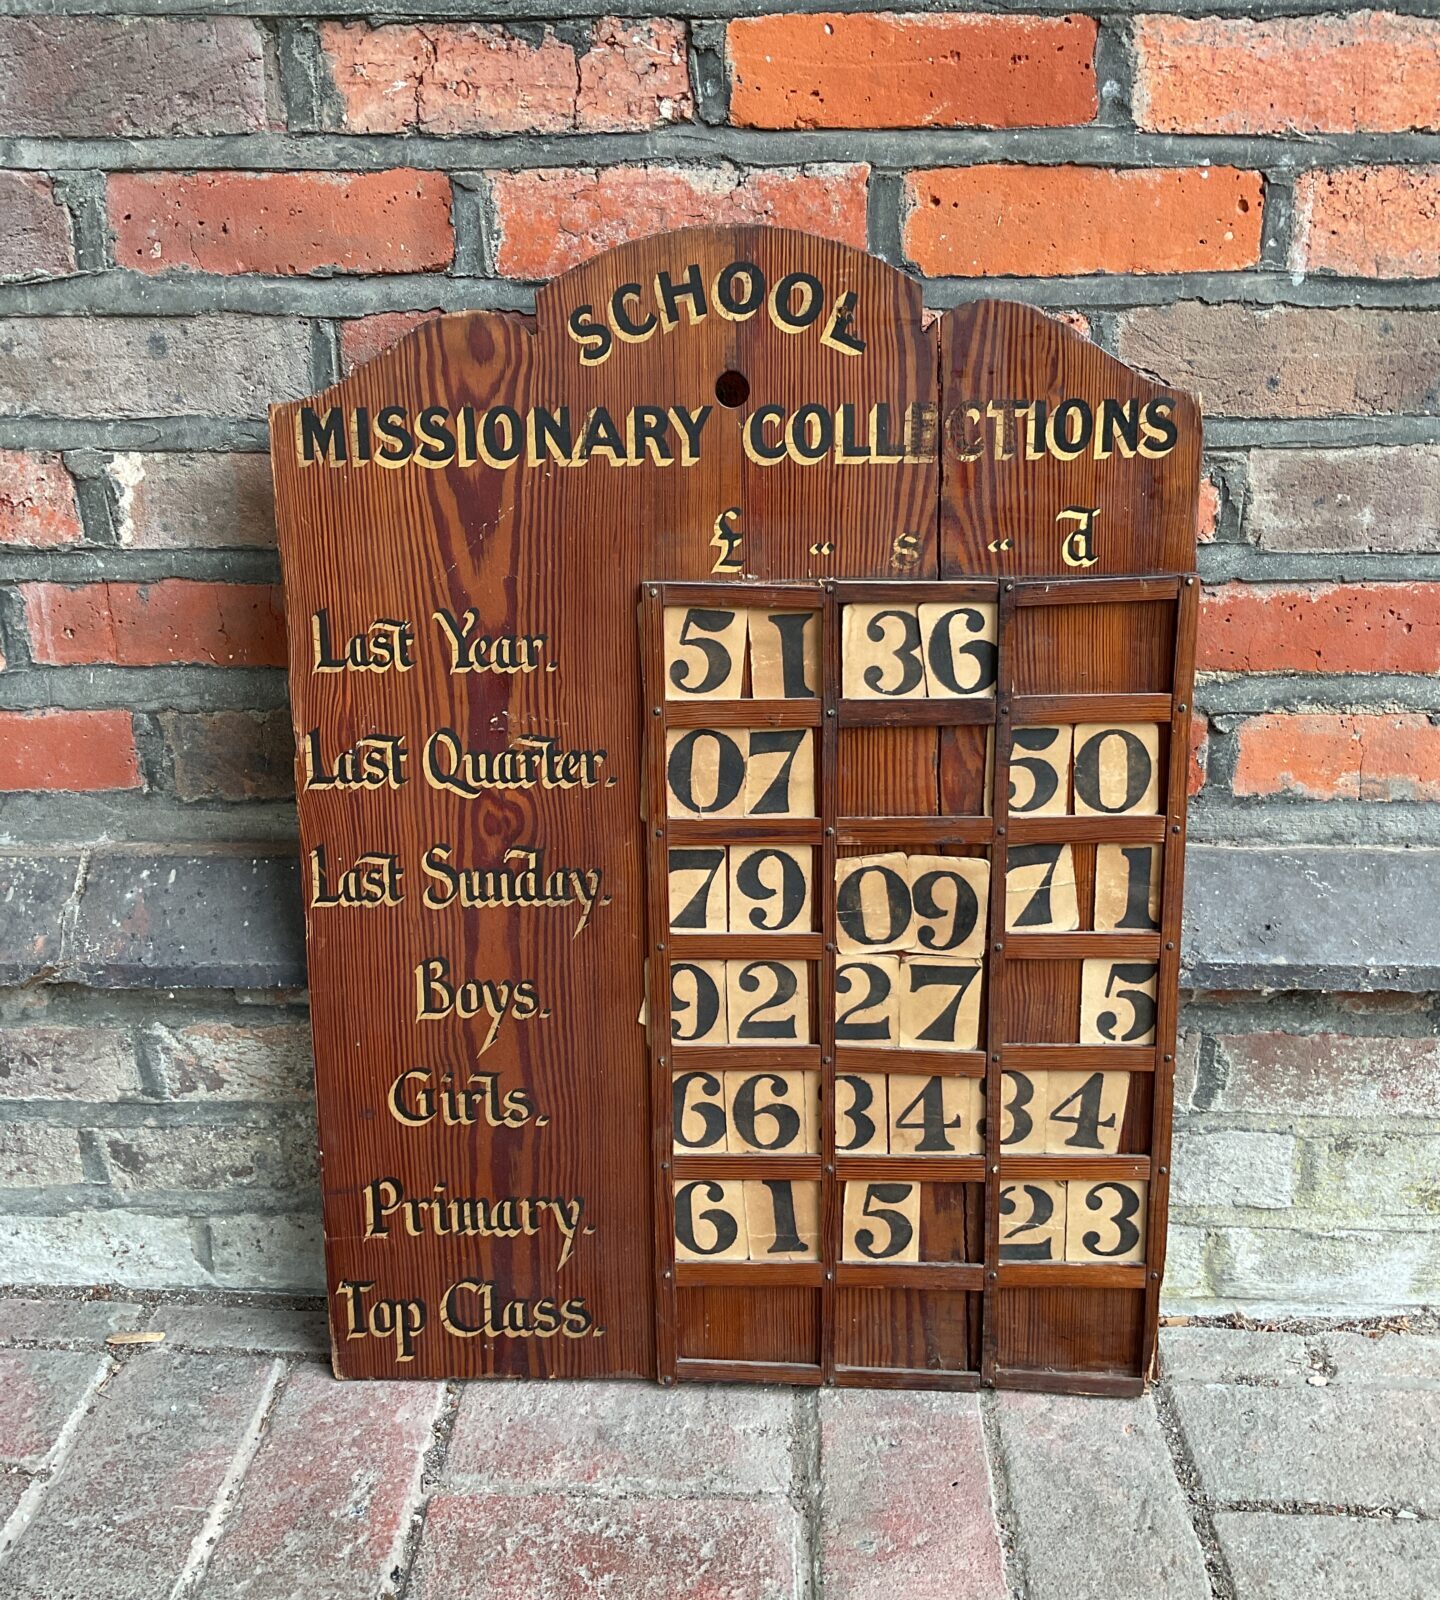 SCHOOL
MISSIONARY COLLECTIONS
£ " s " d
Last Year. 51 36
Last Quarter. 07 50
Last Sunday. 79 09 71
Boys. 92 27 5
Girls. 66 34 34
Primary. 61 5 23
Top Class.